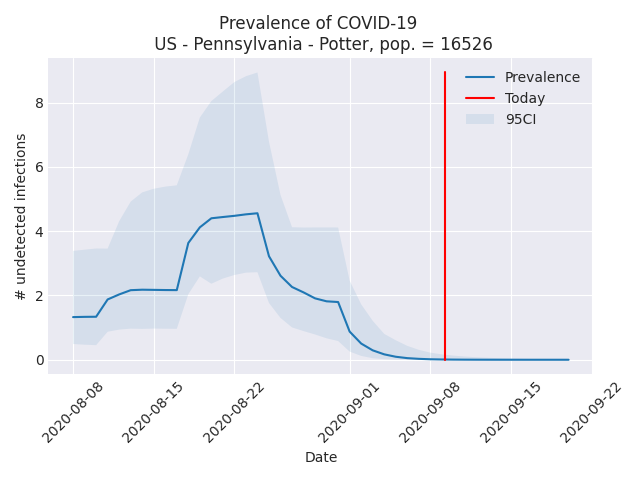 Prevalence of COVID-19
US - Pennsylvania - Potter, pop. = 16526
Prevalence
Today
95CI
# undetected infections
8
6
4
2
0
2020-08-08
2020-08-15
2020-08-22
2020-09-01
2020-09-08
2020-09-15
2020-09-22
Date